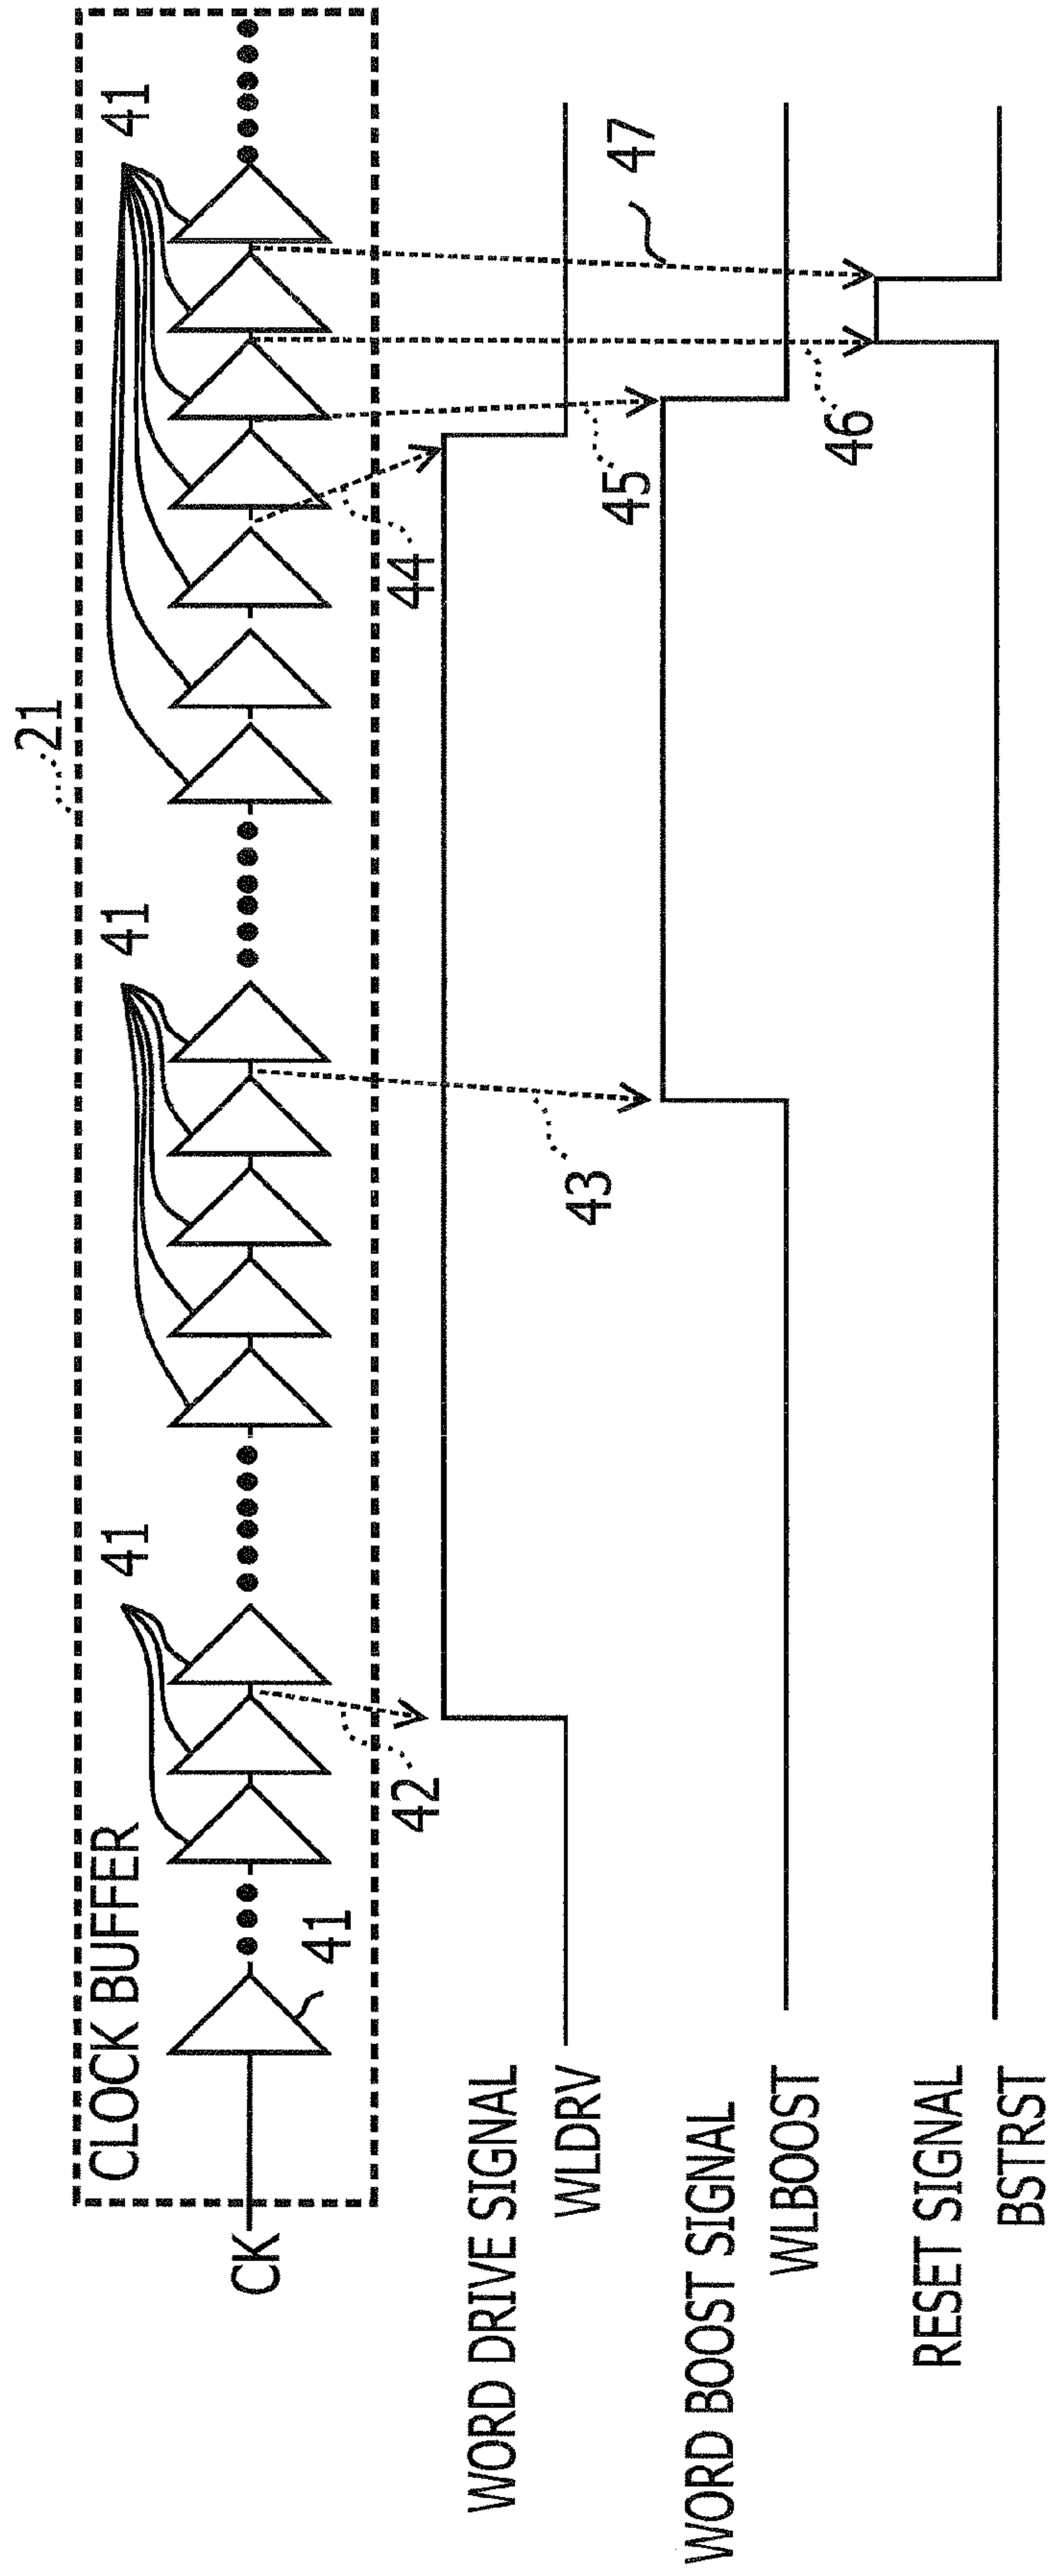 21
CLOCK BUFFER
41
41
41
41
CK
42
43
44
45
46
47
WORD DRIVE SIGNAL
WLDRV
WORD BOOST SIGNAL
WLBOOST
RESET SIGNAL
BSTRST